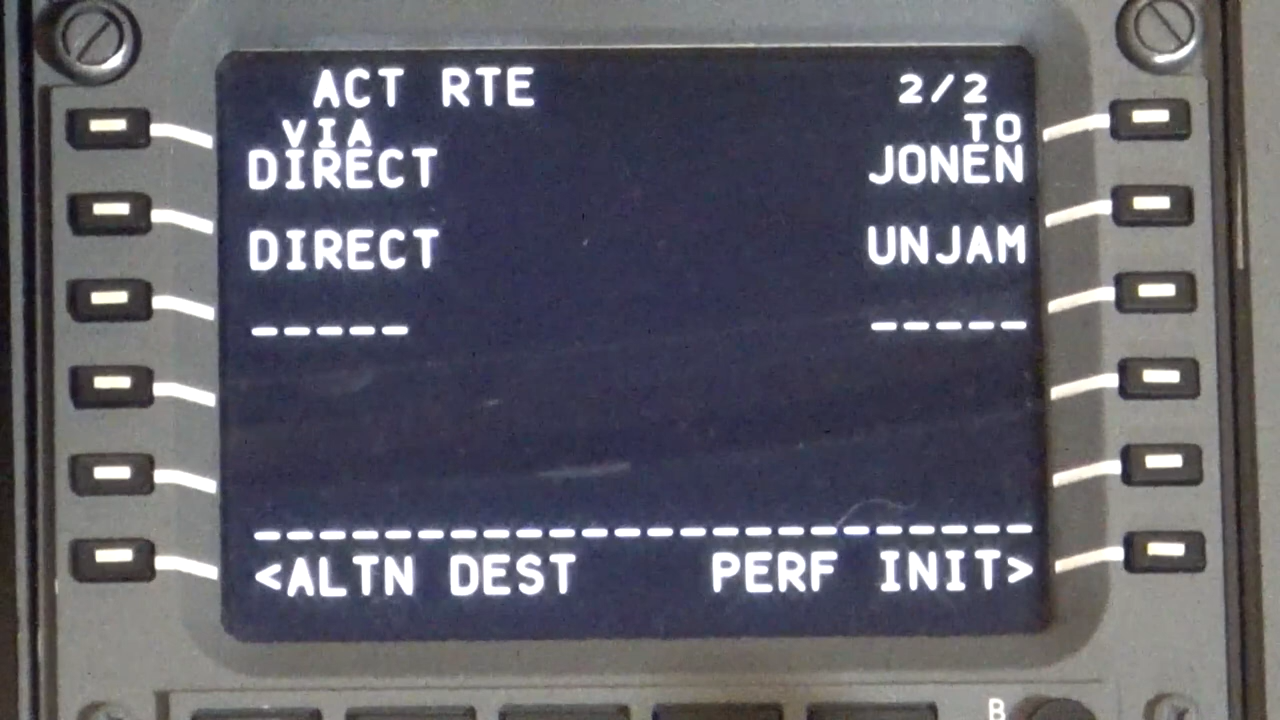 ACT RTE 2/2
VIA TO
DIRECT JONEN
DIRECT UNJAM
----- -----
------------------------
<ALTN DEST PERF INIT>
B